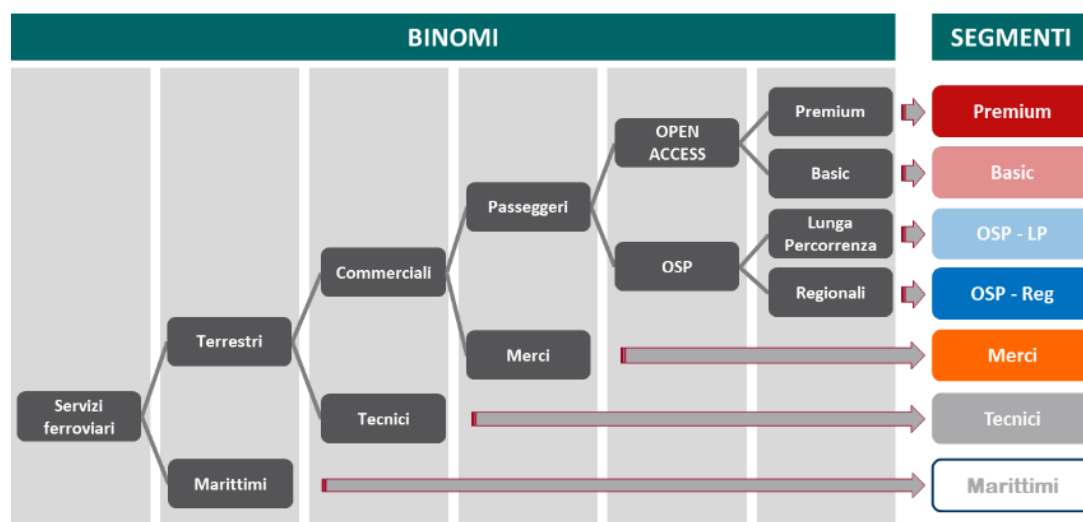 BINOMI
SEGMENTI
Premium
Premium
OPEN
ACCESS
Basic
Basic
Passeggeri
Lunga
Percorrenza
OSP - LP
Commerciali
OSP
Regionali
OSP - Reg
Terrestri
Merci
Merci
Servizi
ferroviari
Tecnici
Tecnici
Marittimi
Marittimi